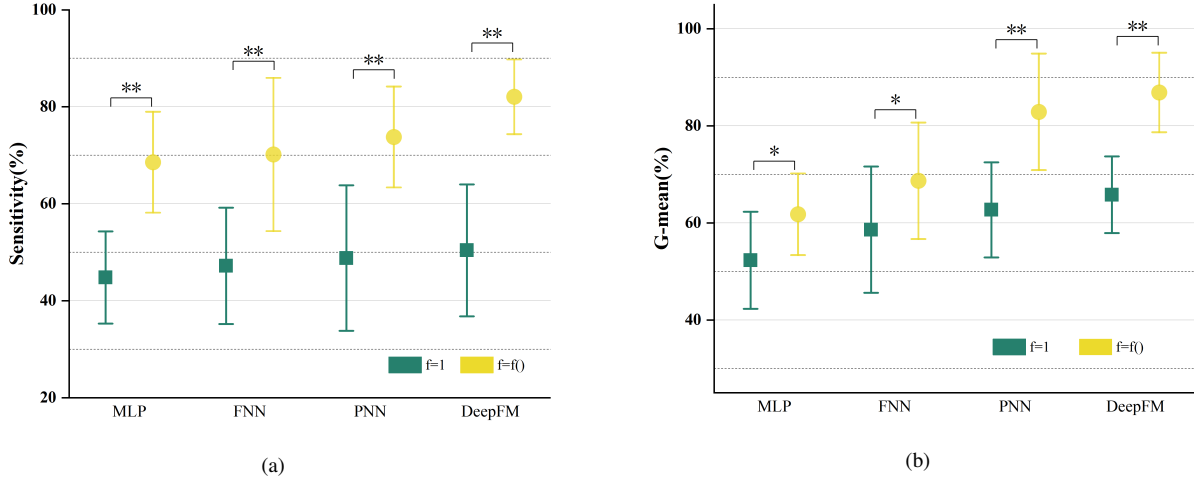 Sensitivity(%)
100
80
60
40
20
**
**
**
**
f=1
f=f()
MLP
FNN
PNN
DeepFM
(a)
G-mean(%)
100
80
60
40
*
*
**
**
f=1
f=f()
MLP
FNN
PNN
DeepFM
(b)